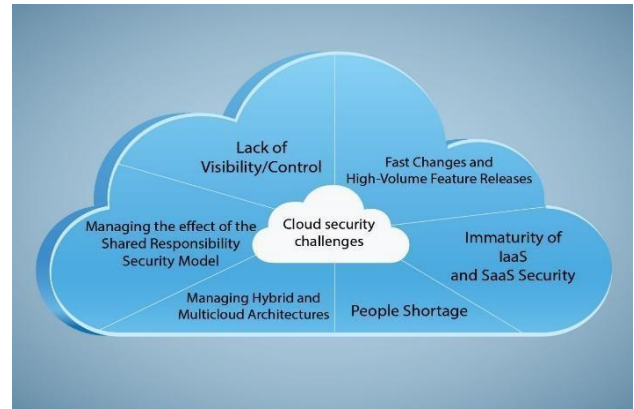 Lack of
Visibility/Control
Fast Changes and
High-Volume Feature Releases
Managing the effect of the
Shared Responsibility
Security Model
Cloud security
challenges
Immaturity of
IaaS
and SaaS Security
Managing Hybrid and
Multicloud Architectures
People Shortage